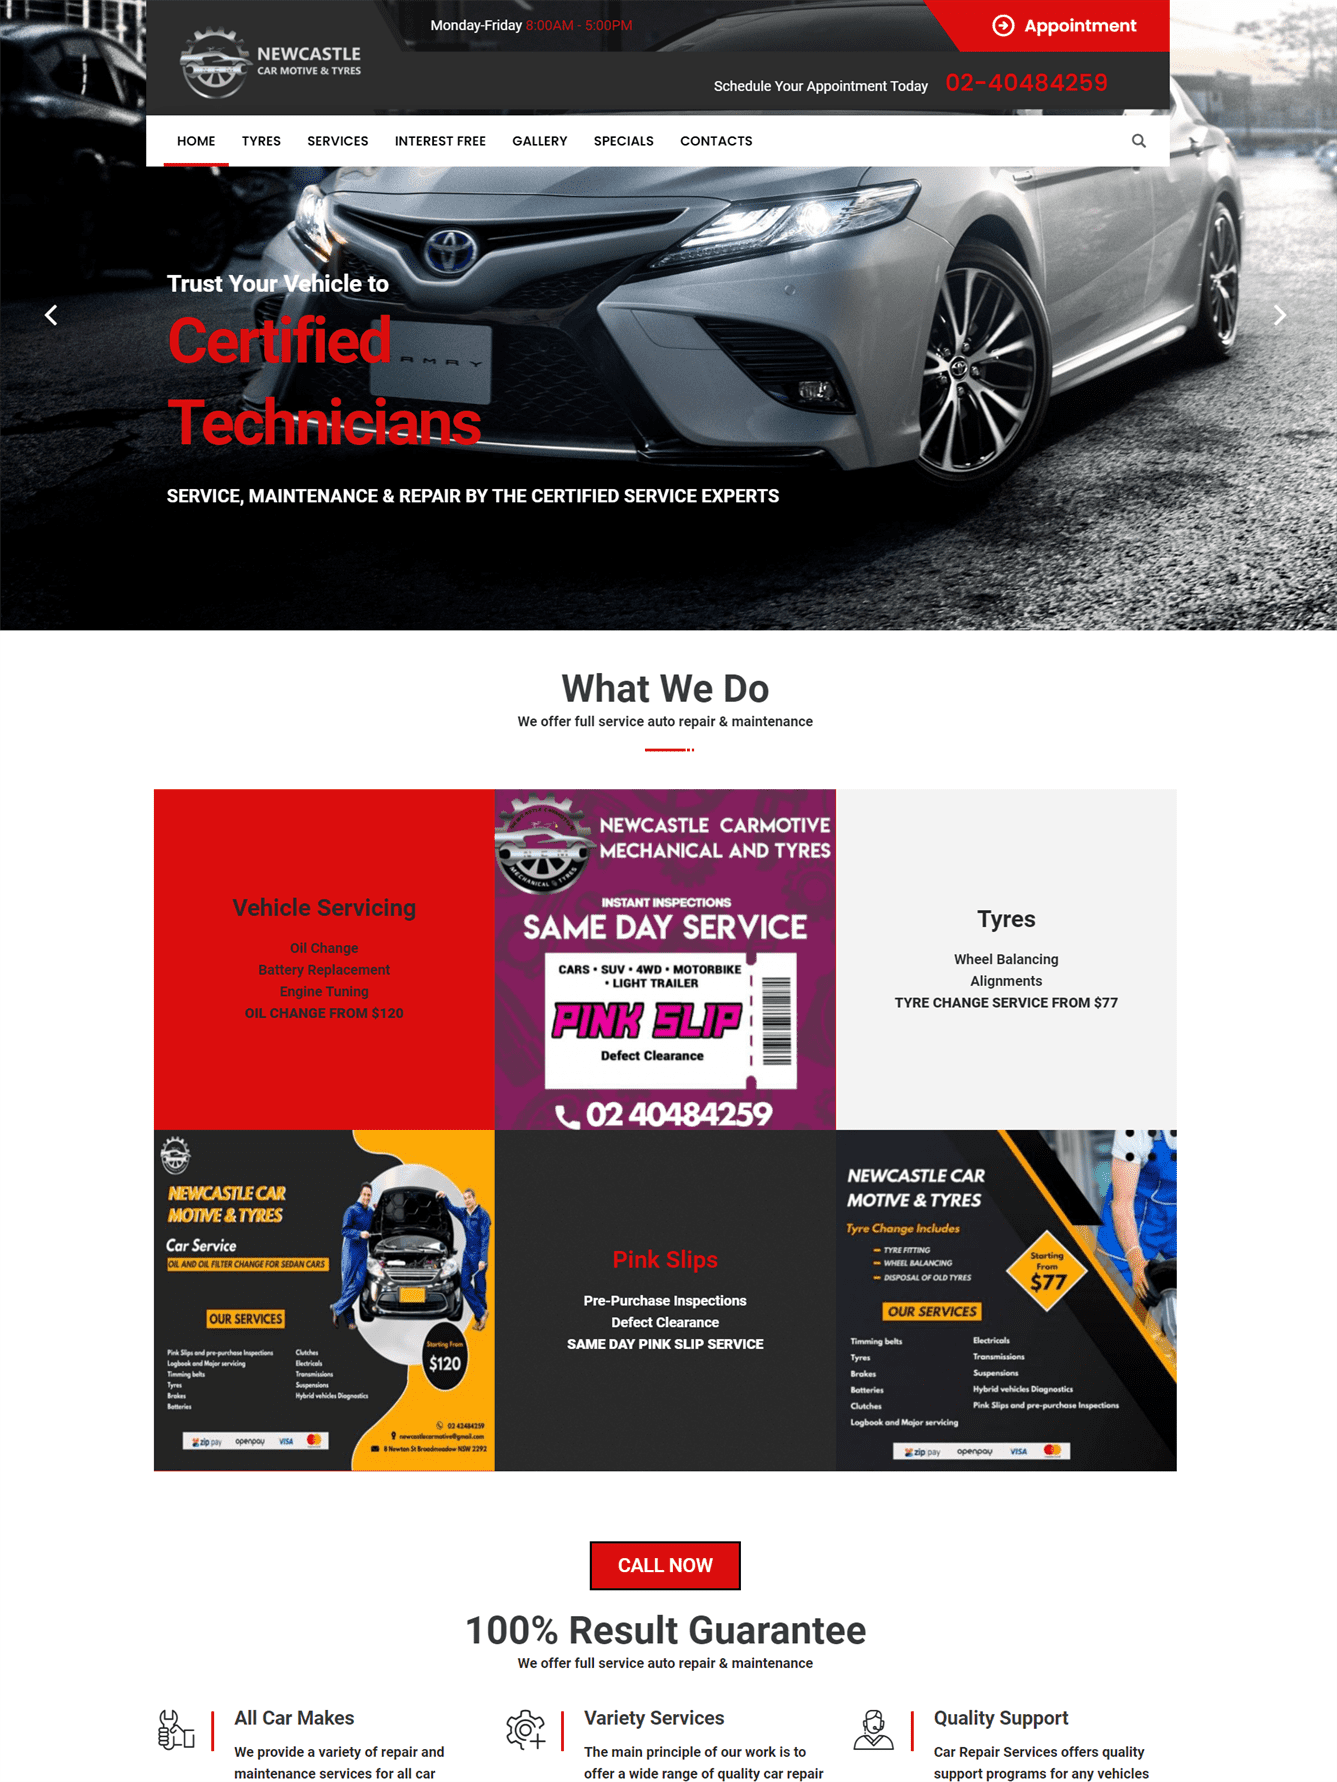 Monday-Friday 8:00AM - 5:00PM
Appointment
NEWCASTLE
CAR MOTIVE & TYRES
Schedule Your Appointment Today 02-40484259
HOME TYRES SERVICES INTEREST FREE GALLERY SPECIALS CONTACTS
Trust Your Vehicle to
Certified
Technicians
AMRY
SERVICE, MAINTENANCE & REPAIR BY THE CERTIFIED SERVICE EXPERTS
What We Do
We offer full service auto repair & maintenance
Vehicle Servicing
Oil Change
Battery Replacement
Engine Tuning
OIL CHANGE FROM $120
NEWCASTLE CARMOTIVE
MECHANICAL AND TYRES
MECHANICAL & TYRES
INSTANT INSPECTIONS
SAME DAY SERVICE
CARS • SUV • 4WD • MOTORBIKE
• LIGHT TRAILER
PINK SLIP
Defect Clearance
02 40484259
Tyres
Wheel Balancing
Alignments
TYRE CHANGE SERVICE FROM $77
NEWCASTLE CAR
MOTIVE & TYRES
Car Service
OIL AND OIL FILTER CHANGE FOR SEDAN CARS
OUR SERVICES
Pink Slips and pre-purchase Inspections
Logbook and Major servicing
Timming belts
Tyres
Brakes
Batteries
Clutches
Electricals
Transmissions
Suspensions
Hybrid vehicles Diagnostics
Starting From
$120
02 42484259
newcastlecarmotive@gmail.com
8 Newton St Broadmeadow NSW 2292
zip pay openpay VISA MasterCard
Pink Slips
Pre-Purchase Inspections
Defect Clearance
SAME DAY PINK SLIP SERVICE
NEWCASTLE CAR
MOTIVE & TYRES
Tyre Change Includes
TYRE FITTING
WHEEL BALANCING
DISPOSAL OF OLD TYRES
Starting
From
$77
OUR SERVICES
Timming belts
Tyres
Brakes
Batteries
Clutches
Logbook and Major servicing
Electricals
Transmissions
Suspensions
Hybrid vehicles Diagnostics
Pink Slips and pre-purchase Inspections
zip pay openpay VISA
CALL NOW
100% Result Guarantee
We offer full service auto repair & maintenance
All Car Makes
We provide a variety of repair and
maintenance services for all car
Variety Services
The main principle of our work is to
offer a wide range of quality car repair
Quality Support
Car Repair Services offers quality
support programs for any vehicles